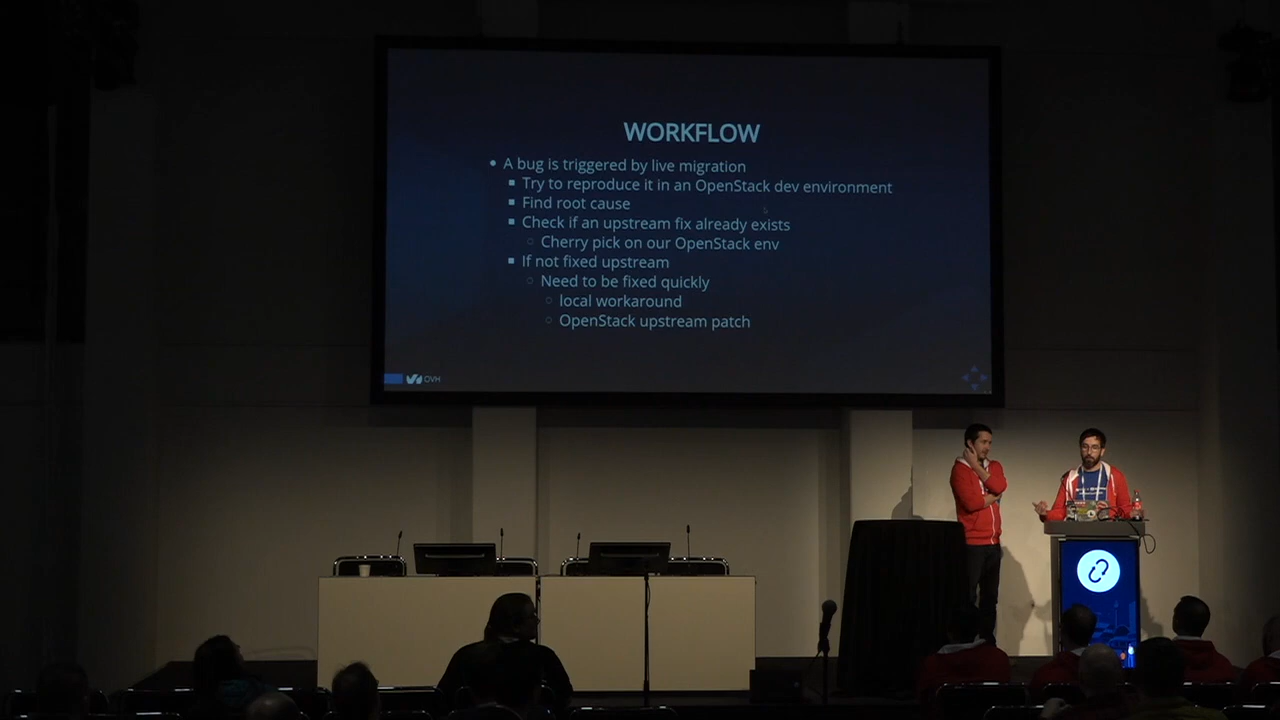 WORKFLOW
A bug is triggered by live migration
Try to reproduce it in an OpenStack dev environment
Find root cause
Check if an upstream fix already exists
Cherry pick on our OpenStack env
If not fixed upstream
Need to be fixed quickly
local workaround
OpenStack upstream patch
OVH